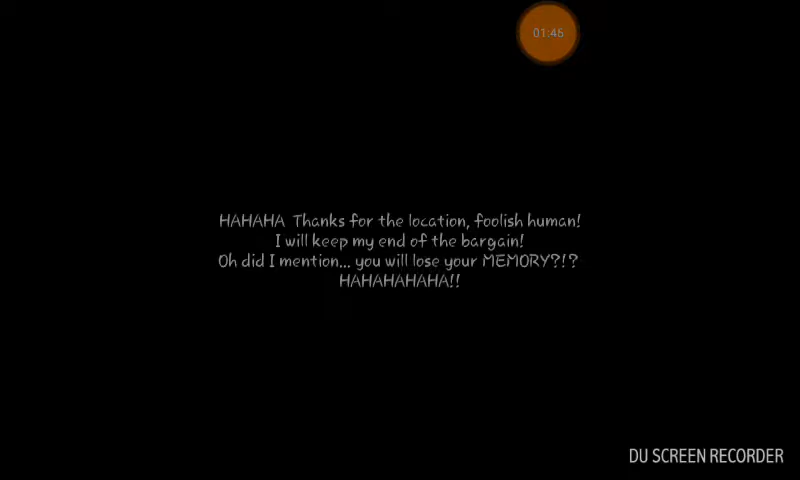 01:45
HAHAHA Thanks for the location, foolish human!
I will keep my end of the bargain!
Oh did I mention... you will lose your MEMORY?!?
HAHAHAHAHA!!
DU SCREEN RECORDER